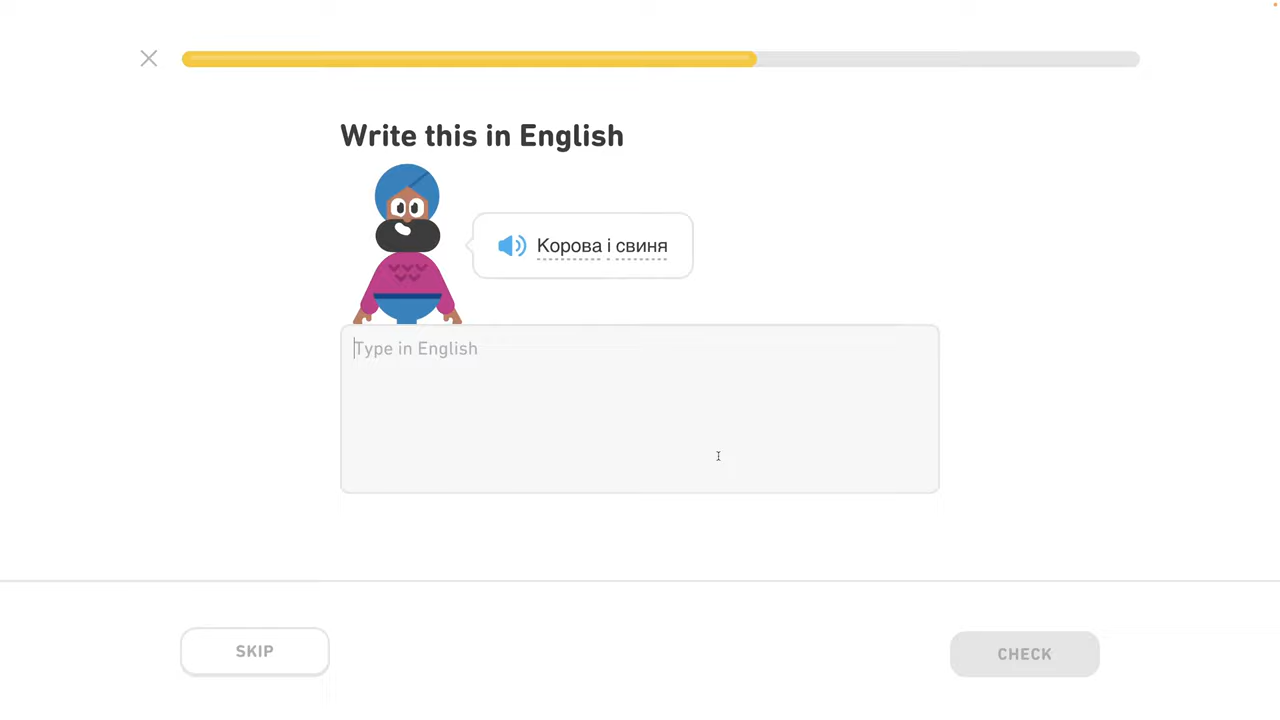 Write this in English
Корова і свиня
Type in English
SKIP
CHECK